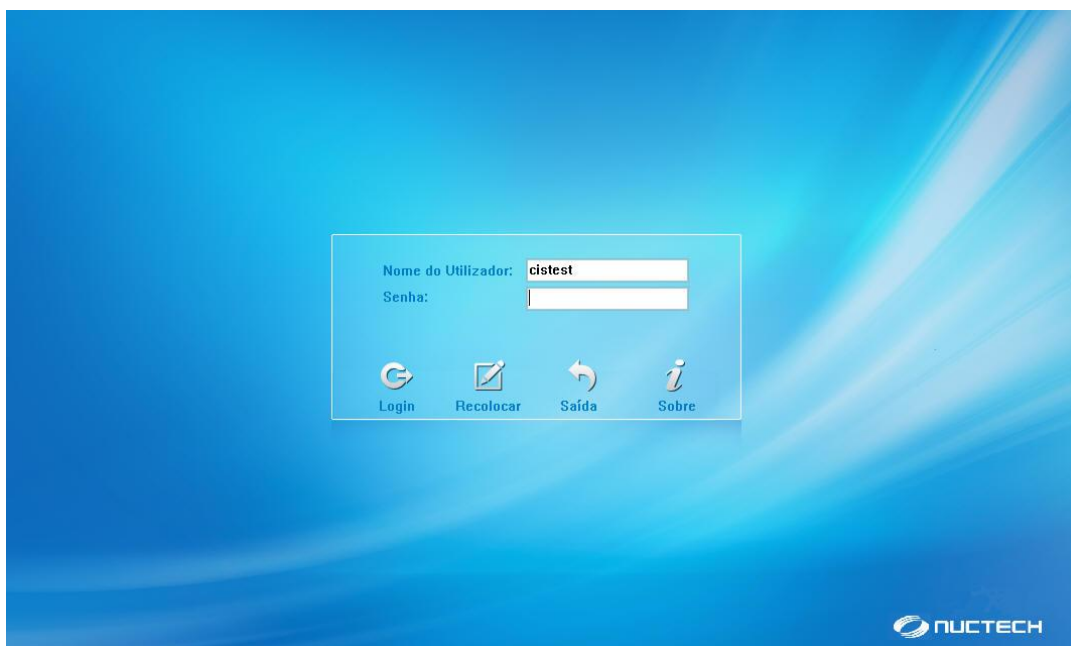 Nome do Utilizador: cistest
Senha:
Login Recolocar Saída Sobre
NUCTECH